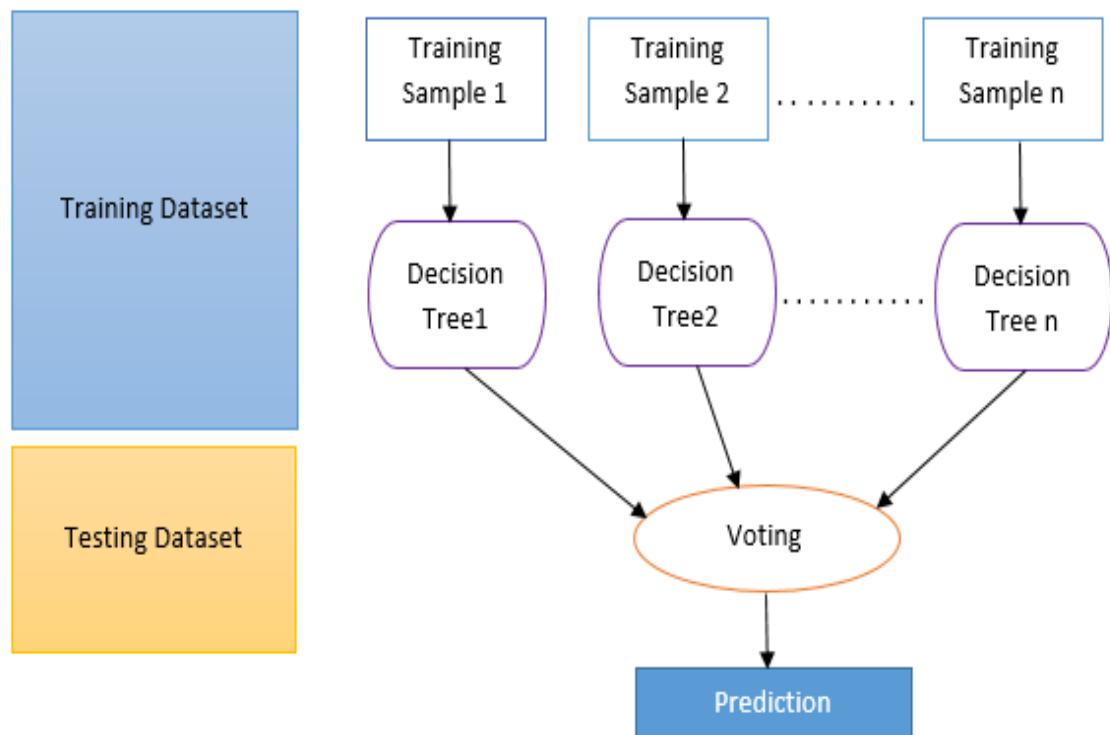 Training Dataset
Testing Dataset
Training
Sample 1
Training
Sample 2
..........
Training
Sample n
Decision
Tree1
Decision
Tree2
...........
Decision
Tree n
Voting
Prediction